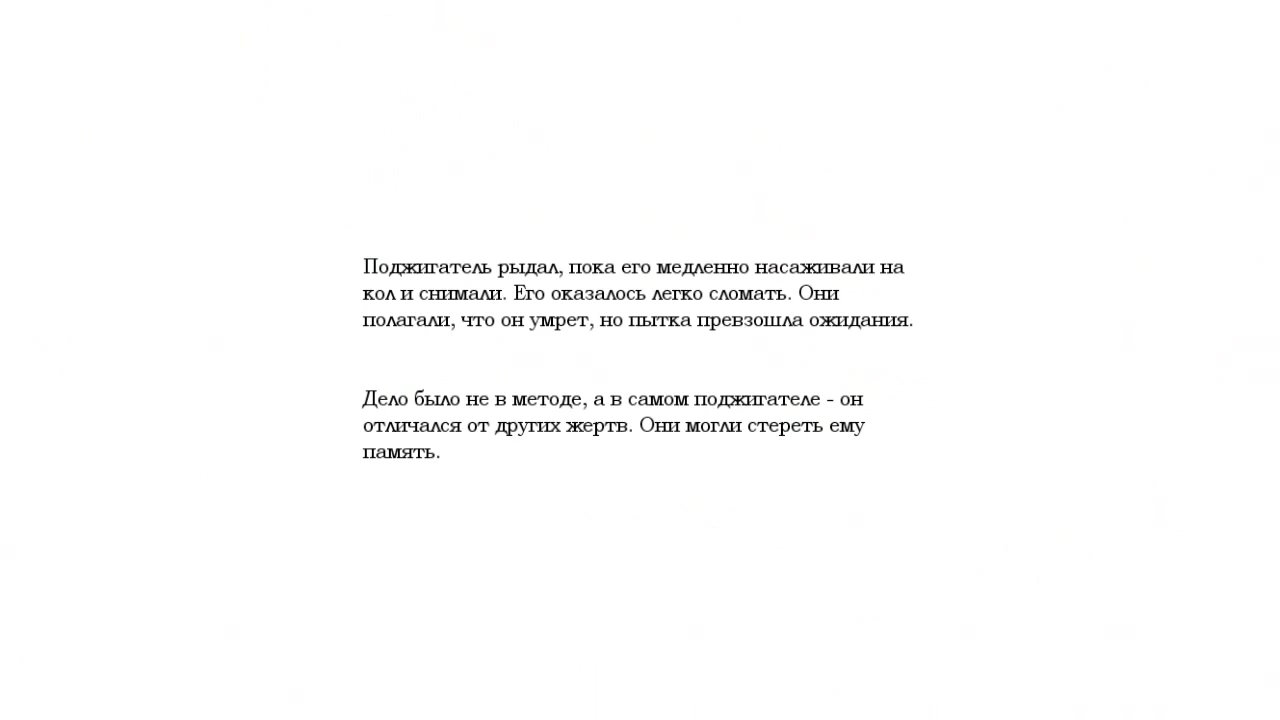 Поджигатель рыдал, пока его медленно насаживали на
кол и снимали. Его оказалось легко сломать. Они
полагали, что он умрет, но пытка превзошла ожидания.
Дело было не в методе, а в самом поджигателе - он
отличался от других жертв. Они могли стереть ему
память.